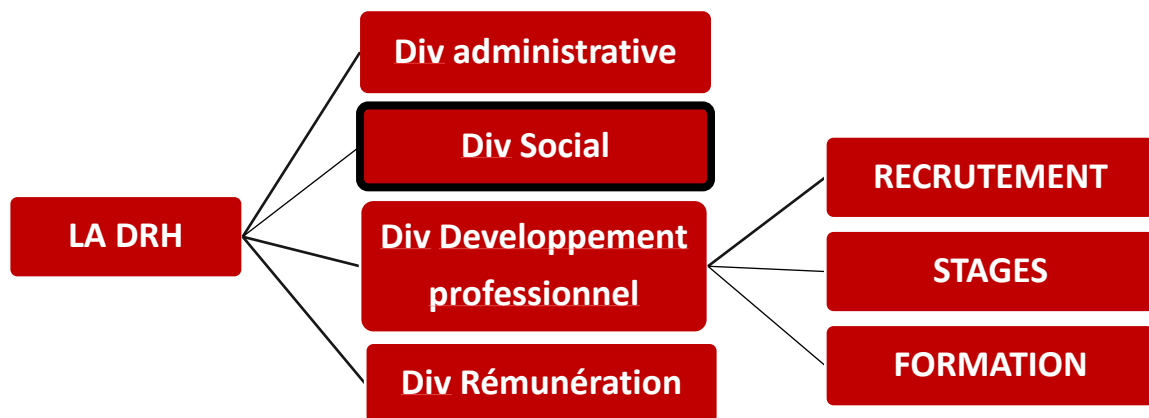 LA DRH
Div administrative
Div Social
Div Developpement
professionnel
Div Rémunération
RECRUTEMENT
STAGES
FORMATION